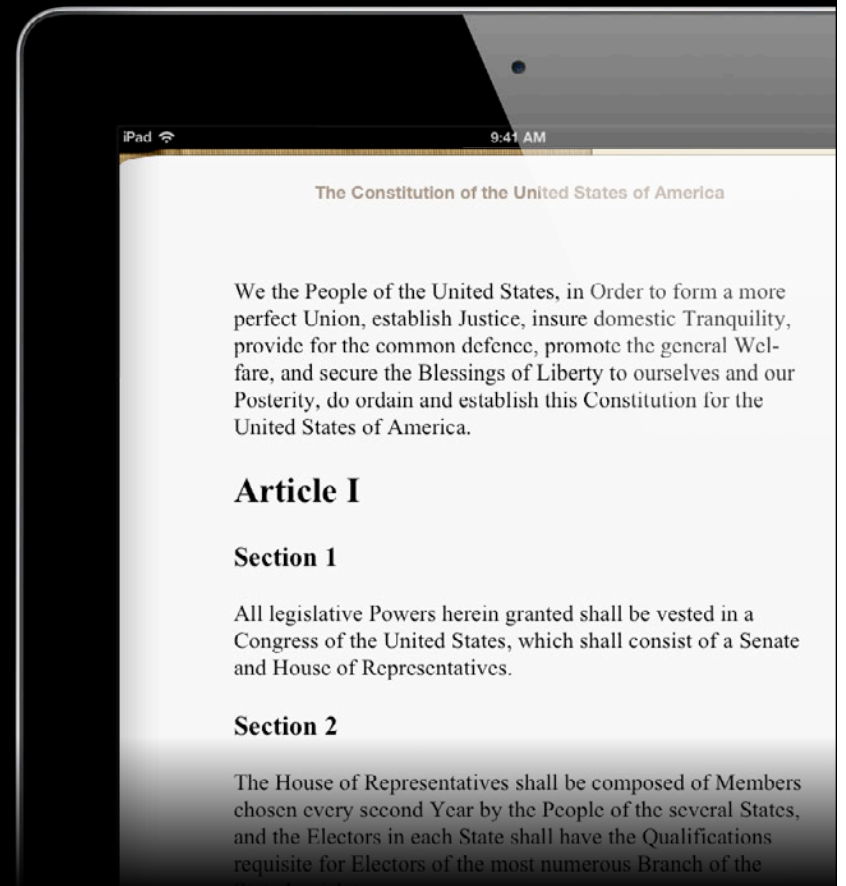 iPad
9:41 AM
The Constitution of the United States of America
We the People of the United States, in Order to form a more
perfect Union, establish Justice, insure domestic Tranquility,
provide for the common defence, promote the general Wel-
fare, and secure the Blessings of Liberty to ourselves and our
Posterity, do ordain and establish this Constitution for the
United States of America.
Article I
Section 1
All legislative Powers herein granted shall be vested in a
Congress of the United States, which shall consist of a Senate
and House of Representatives.
Section 2
The House of Representatives shall be composed of Members
chosen every second Year by the People of the several States,
and the Electors in each State shall have the Qualifications
requisite for Electors of the most numerous Branch of the